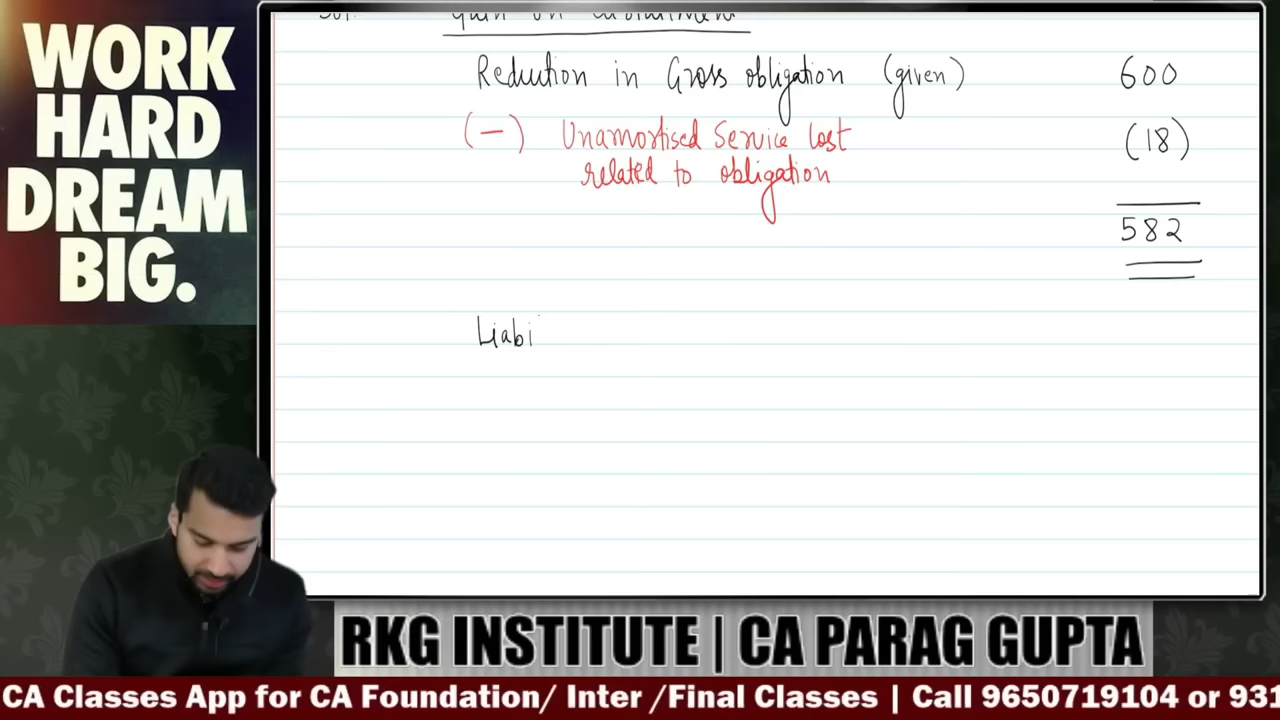 WORK
HARD
DREAM
BIG.
Reduction in Gross obligation (given) 600
(-) Unamortised Service Cost (18)
related to obligation
582
Liabi
RKG INSTITUTE | CA PARAG GUPTA
CA Classes App for CA Foundation/ Inter /Final Classes | Call 9650719104 or 931